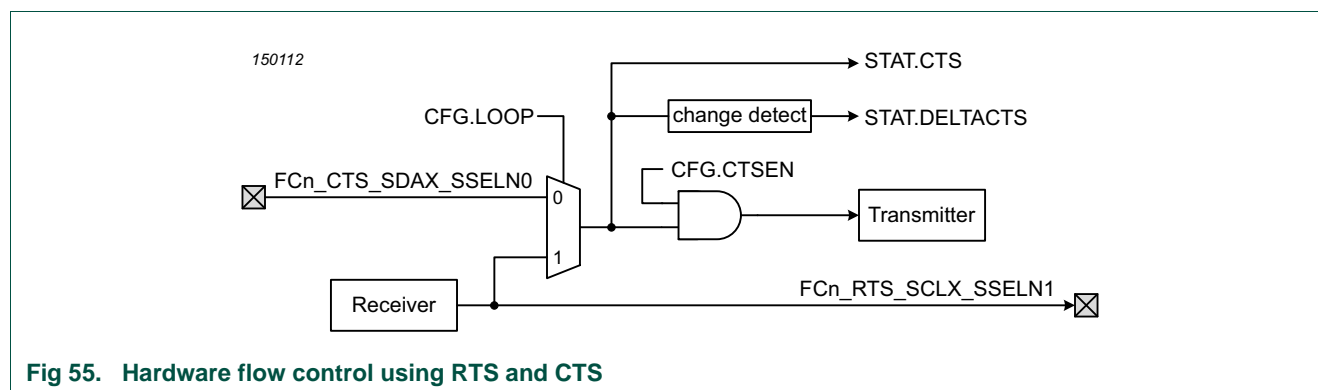 150112
STAT.CTS
CFG.LOOP
change detect
STAT.DELTACTS
CFG.CTSEN
FCn_CTS_SDAX_SSELN0
0
Transmitter
1
Receiver
FCn_RTS_SCLX_SSELN1
Fig 55. Hardware flow control using RTS and CTS